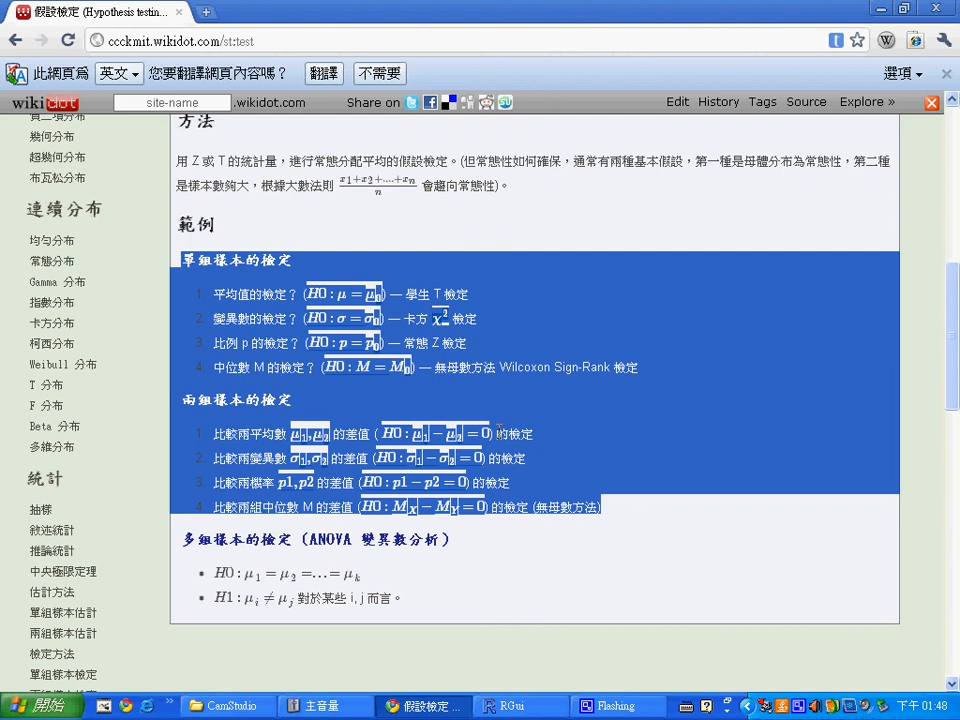 假設檢定 (Hypothesis testin...
ccckmit.wikidot.com/st:test
此網頁為 英文 您要翻譯網頁內容嗎？ 翻譯 不需要 選項
wikidot site-name .wikidot.com Share on Edit History Tags Source Explore »
負二項分布
幾何分布
超幾何分布
布瓦松分布
連續分布
均勻分布
常態分布
Gamma 分布
指數分布
卡方分布
柯西分布
Weibull 分布
T 分布
F 分布
Beta 分布
多維分布
統計
抽樣
敘述統計
推論統計
中央極限定理
估計方法
單組樣本估計
兩組樣本估計
檢定方法
單組樣本檢定
方法
用 Z 或 T 的統計量，進行常態分配平均的假設檢定。(但常態性如何確保，通常有兩種基本假設，第一種是母體分布為常態性，第二種
是樣本數夠大，根據大數法則 (x₁+x₂+....+xₙ)/n 會趨向常態性)。
範例
單組樣本的檢定
1. 平均值的檢定？ (H0 : μ = μ₀) — 學生 T 檢定
2. 變異數的檢定？ (H0 : σ = σ₀) — 卡方 χ² 檢定
3. 比例 p 的檢定？ (H0 : p = p₀) — 常態 Z 檢定
4. 中位數 M 的檢定？ (H0 : M = M₀) — 無母數方法 Wilcoxon Sign-Rank 檢定
兩組樣本的檢定
1. 比較兩平均數 μ₁,μ₂ 的差值 ( H0 : μ₁ − μ₂ = 0) 的檢定
2. 比較兩變異數 σ₁,σ₂ 的差值 (H0 : σ₁ − σ₂ = 0) 的檢定
3. 比較兩機率 p1,p2 的差值 (H0 : p1 − p2 = 0) 的檢定
4. 比較兩組中位數 M 的差值 (H0 : Mx − My = 0) 的檢定 (無母數方法)
多組樣本的檢定 (ANOVA 變異數分析)
• H0 : μ₁ = μ₂ =…= μₖ
• H1 : μᵢ ≠ μⱼ 對於某些 i, j 而言。
開始 CamStudio 主音量 假設檢定 ... RGui Flashing 下午 01:48